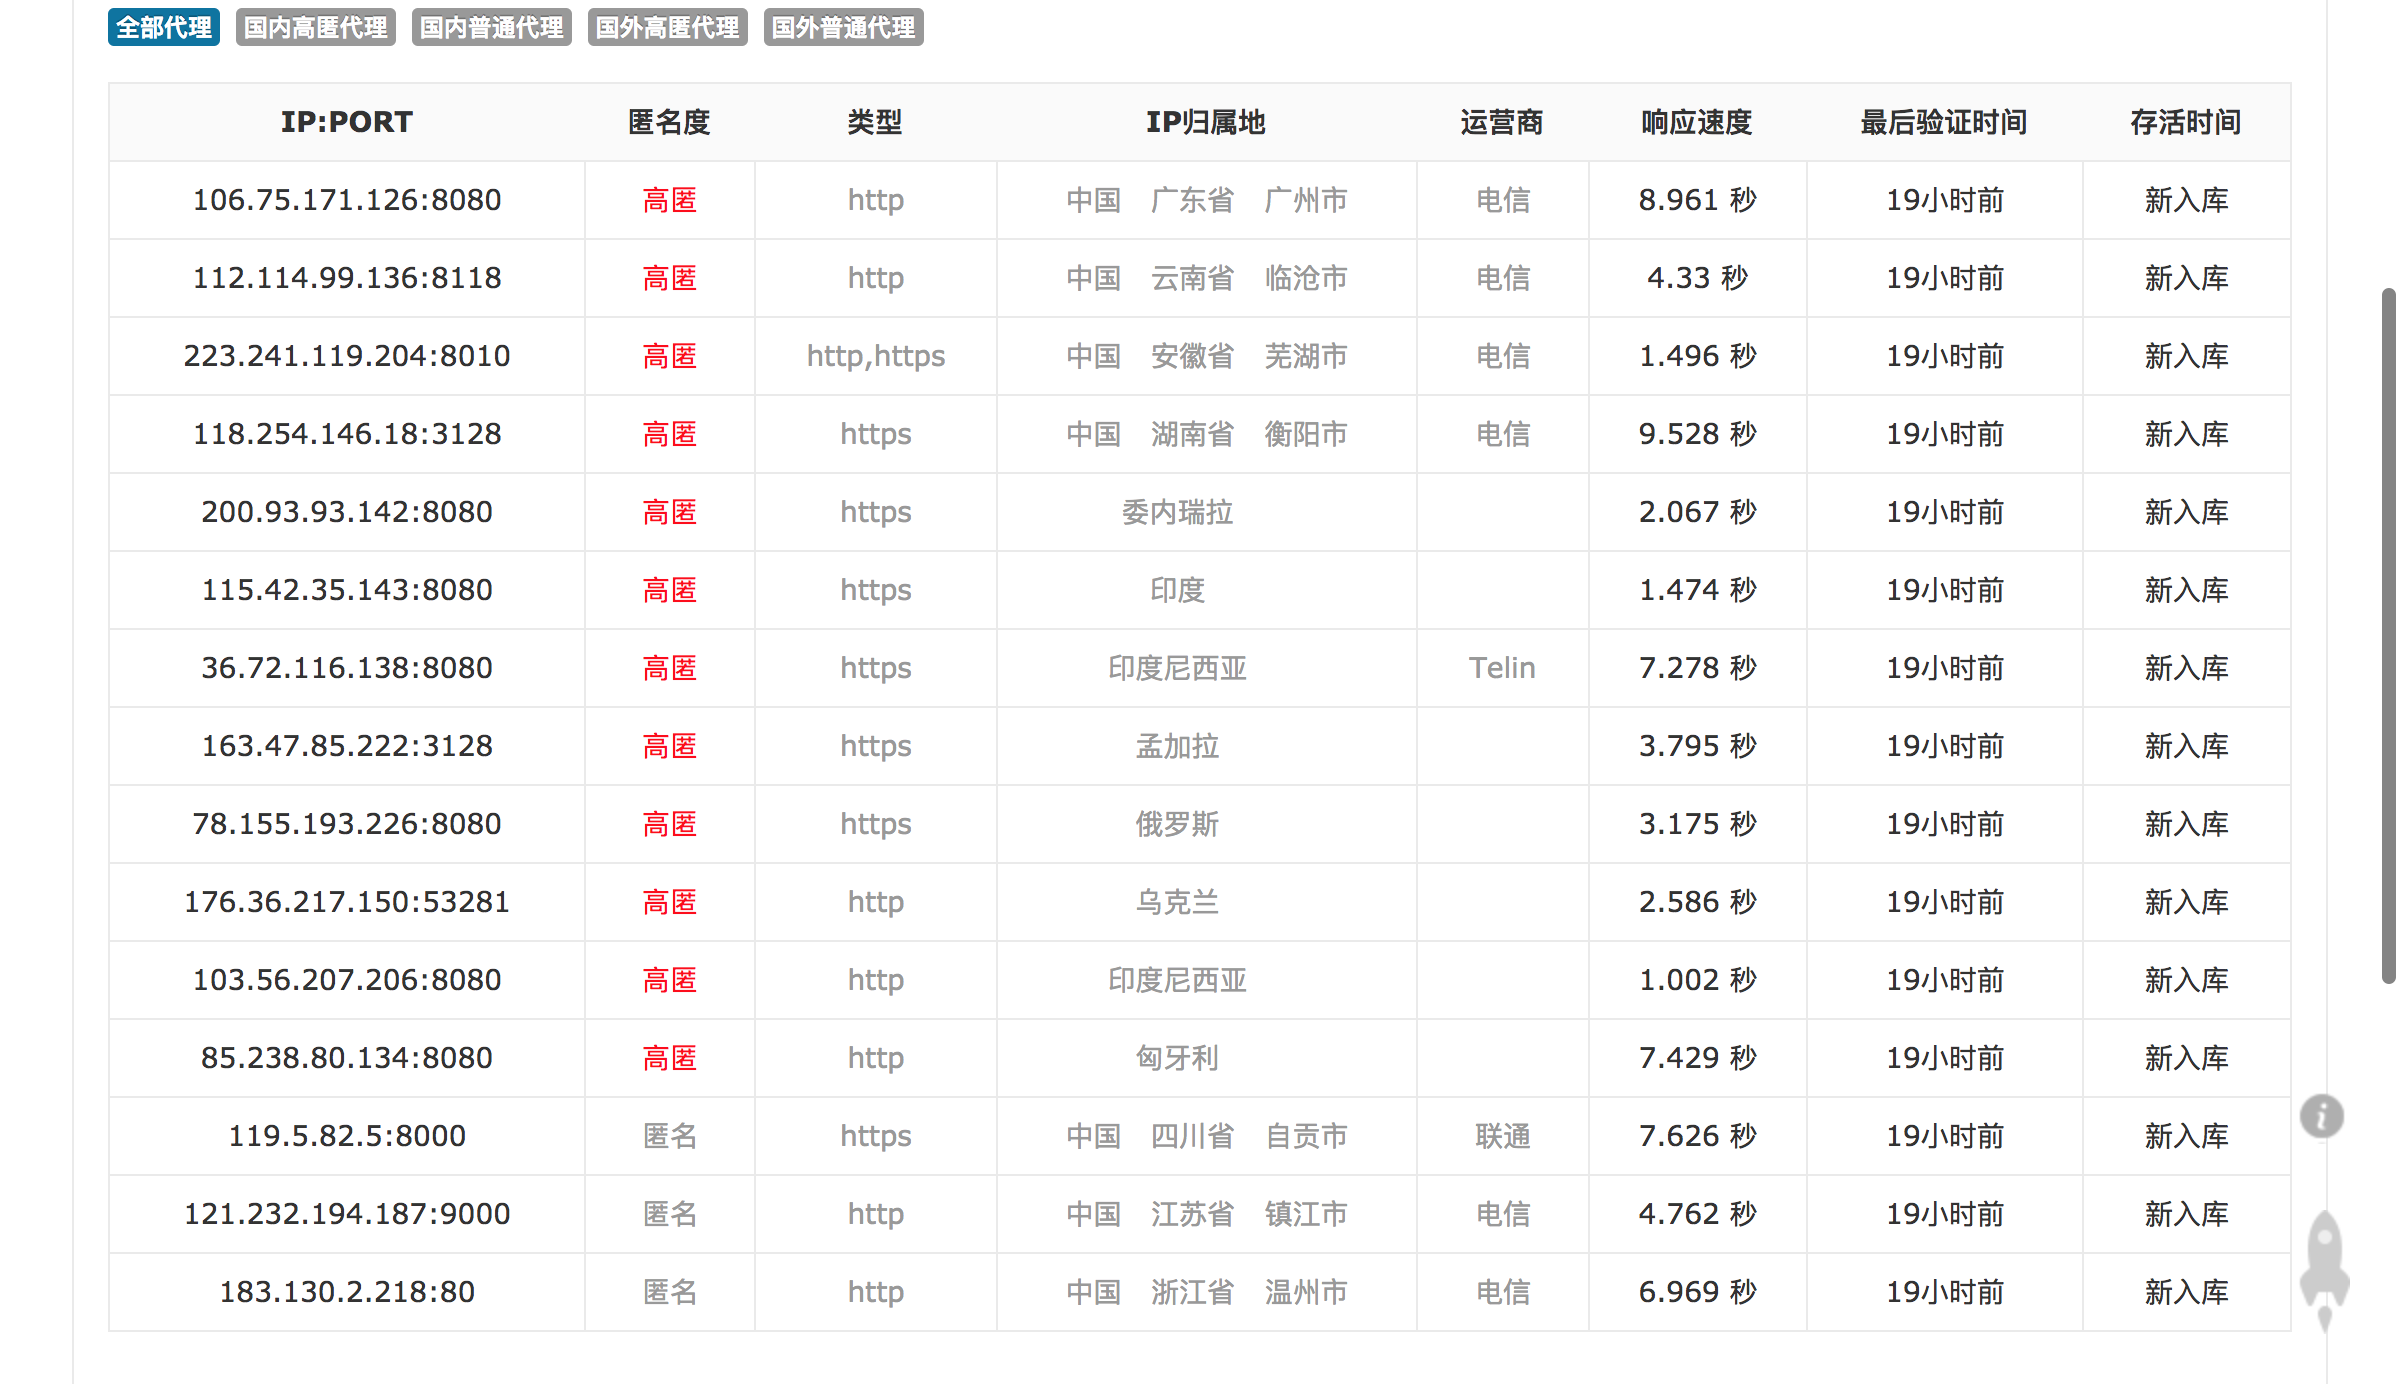 全部代理 国内高匿代理 国内普通代理 国外高匿代理 国外普通代理
IP:PORT 匿名度 类型 IP归属地 运营商 响应速度 最后验证时间 存活时间
106.75.171.126:8080 高匿 http 中国 广东省 广州市 电信 8.961 秒 19小时前 新入库
112.114.99.136:8118 高匿 http 中国 云南省 临沧市 电信 4.33 秒 19小时前 新入库
223.241.119.204:8010 高匿 http,https 中国 安徽省 芜湖市 电信 1.496 秒 19小时前 新入库
118.254.146.18:3128 高匿 https 中国 湖南省 衡阳市 电信 9.528 秒 19小时前 新入库
200.93.93.142:8080 高匿 https 委内瑞拉 2.067 秒 19小时前 新入库
115.42.35.143:8080 高匿 https 印度 1.474 秒 19小时前 新入库
36.72.116.138:8080 高匿 https 印度尼西亚 Telin 7.278 秒 19小时前 新入库
163.47.85.222:3128 高匿 https 孟加拉 3.795 秒 19小时前 新入库
78.155.193.226:8080 高匿 https 俄罗斯 3.175 秒 19小时前 新入库
176.36.217.150:53281 高匿 http 乌克兰 2.586 秒 19小时前 新入库
103.56.207.206:8080 高匿 http 印度尼西亚 1.002 秒 19小时前 新入库
85.238.80.134:8080 高匿 http 匈牙利 7.429 秒 19小时前 新入库
119.5.82.5:8000 匿名 https 中国 四川省 自贡市 联通 7.626 秒 19小时前 新入库
121.232.194.187:9000 匿名 http 中国 江苏省 镇江市 电信 4.762 秒 19小时前 新入库
183.130.2.218:80 匿名 http 中国 浙江省 温州市 电信 6.969 秒 19小时前 新入库